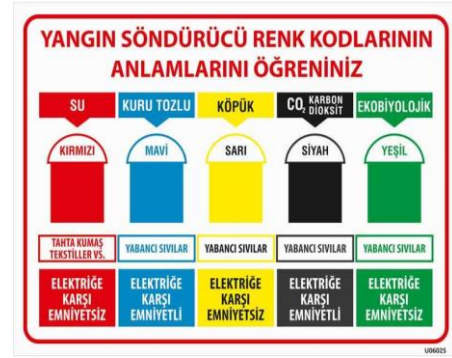 YANGIN SÖNDÜRÜCÜ RENK KODLARININ
ANLAMLARINI ÖĞRENİNİZ
SU
KURU TOZLU
KÖPÜK
CO2 KARBON DİOKSİT
EKOBİYOLOJİK
KIRMIZI
MAVİ
SARI
SİYAH
YEŞİL
TAHTA KUMAŞ
TEKSTİLLER VS.
YABANCI SIVILAR
YABANCI SIVILAR
YABANCI SIVILAR
YABANCI SIVILAR
ELEKTRİĞE
KARŞI
EMNİYETSİZ
ELEKTRİĞE
KARŞI
EMNİYETLİ
ELEKTRİĞE
KARŞI
EMNİYETSİZ
ELEKTRİĞE
KARŞI
EMNİYETLİ
ELEKTRİĞE
KARŞI
EMNİYETSİZ
U06025